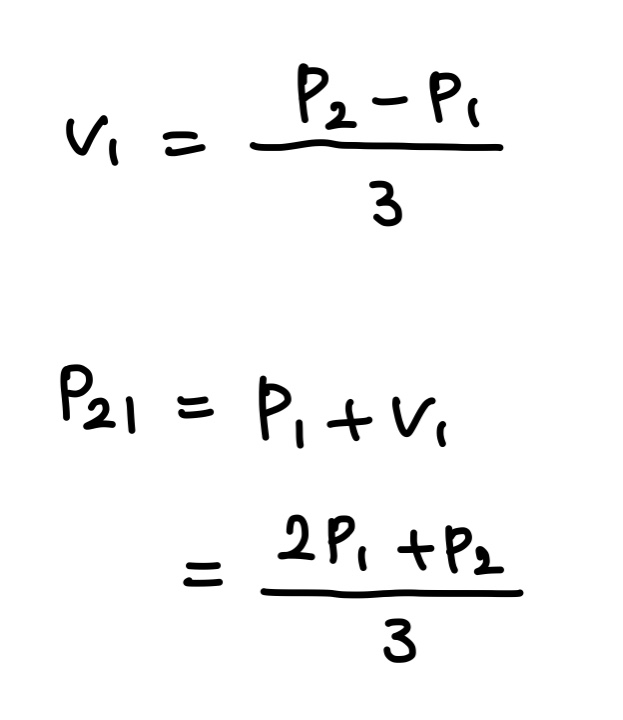 v₁ = (P₂ − P₁) / 3
P₂₁ = P₁ + v₁
= (2P₁ + P₂) / 3